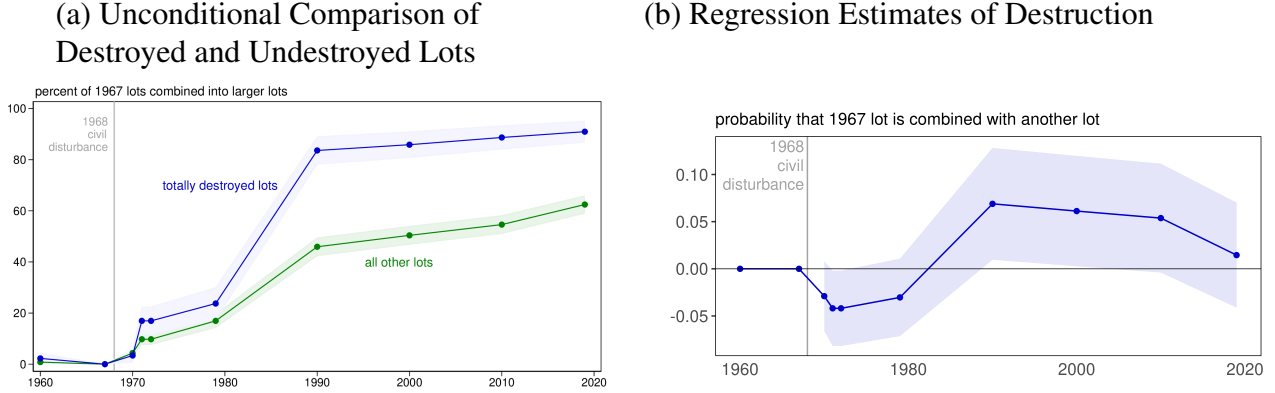 (a) Unconditional Comparison of
Destroyed and Undestroyed Lots
percent of 1967 lots combined into larger lots
100
80
60
40
20
0
1968
civil
disturbance
totally destroyed lots
all other lots
1960
1970
1980
1990
2000
2010
2020
(b) Regression Estimates of Destruction
probability that 1967 lot is combined with another lot
0.10
0.05
0.00
-0.05
1968
civil
disturbance
1960
1980
2000
2020